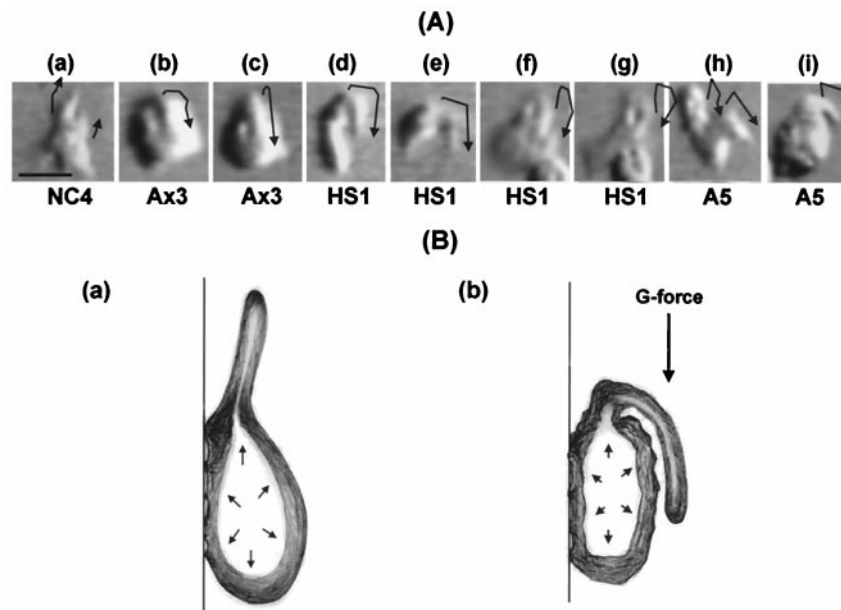 (A)
(a) (b) (c) (d) (e) (f) (g) (h) (i)
NC4 Ax3 Ax3 HS1 HS1 HS1 HS1 A5 A5
(B)
(a) (b)
G-force